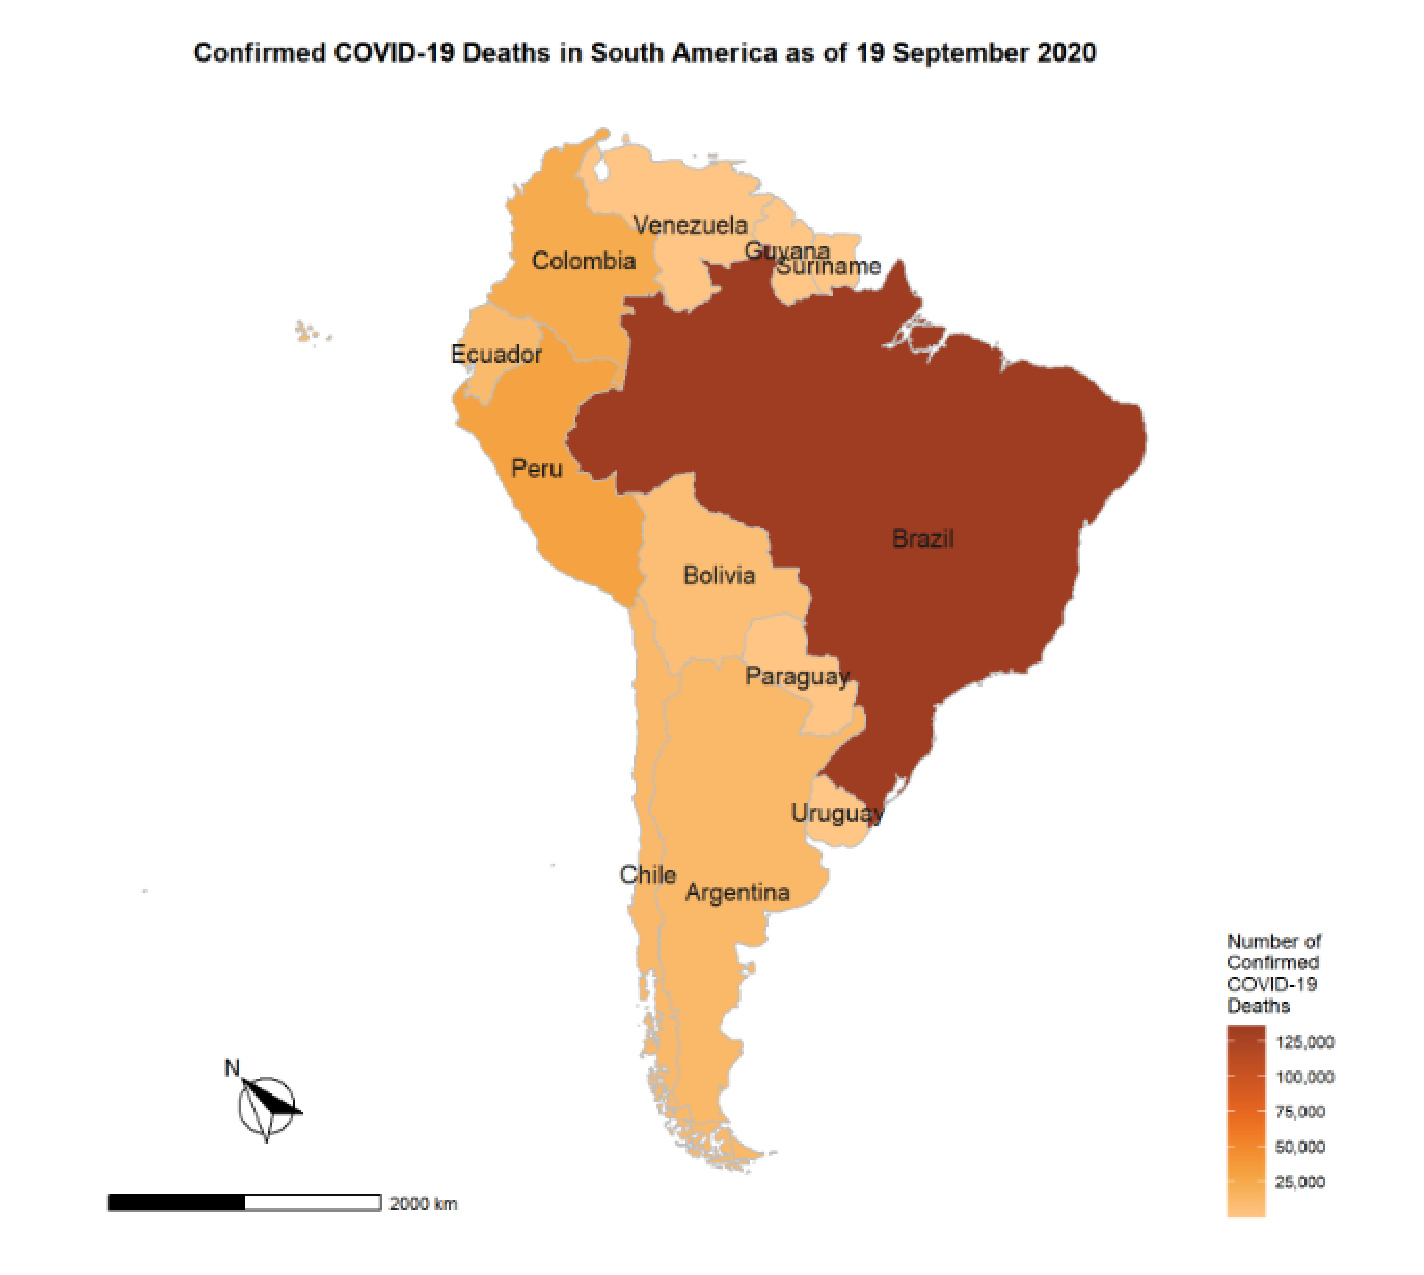 Confirmed COVID-19 Deaths in South America as of 19 September 2020
Venezuela
Guyana
Suriname
Colombia
Ecuador
Peru
Brazil
Bolivia
Paraguay
Uruguay
Chile
Argentina
Number of
Confirmed
COVID-19
Deaths
125,000
100,000
75,000
50,000
25,000
N
2000 km